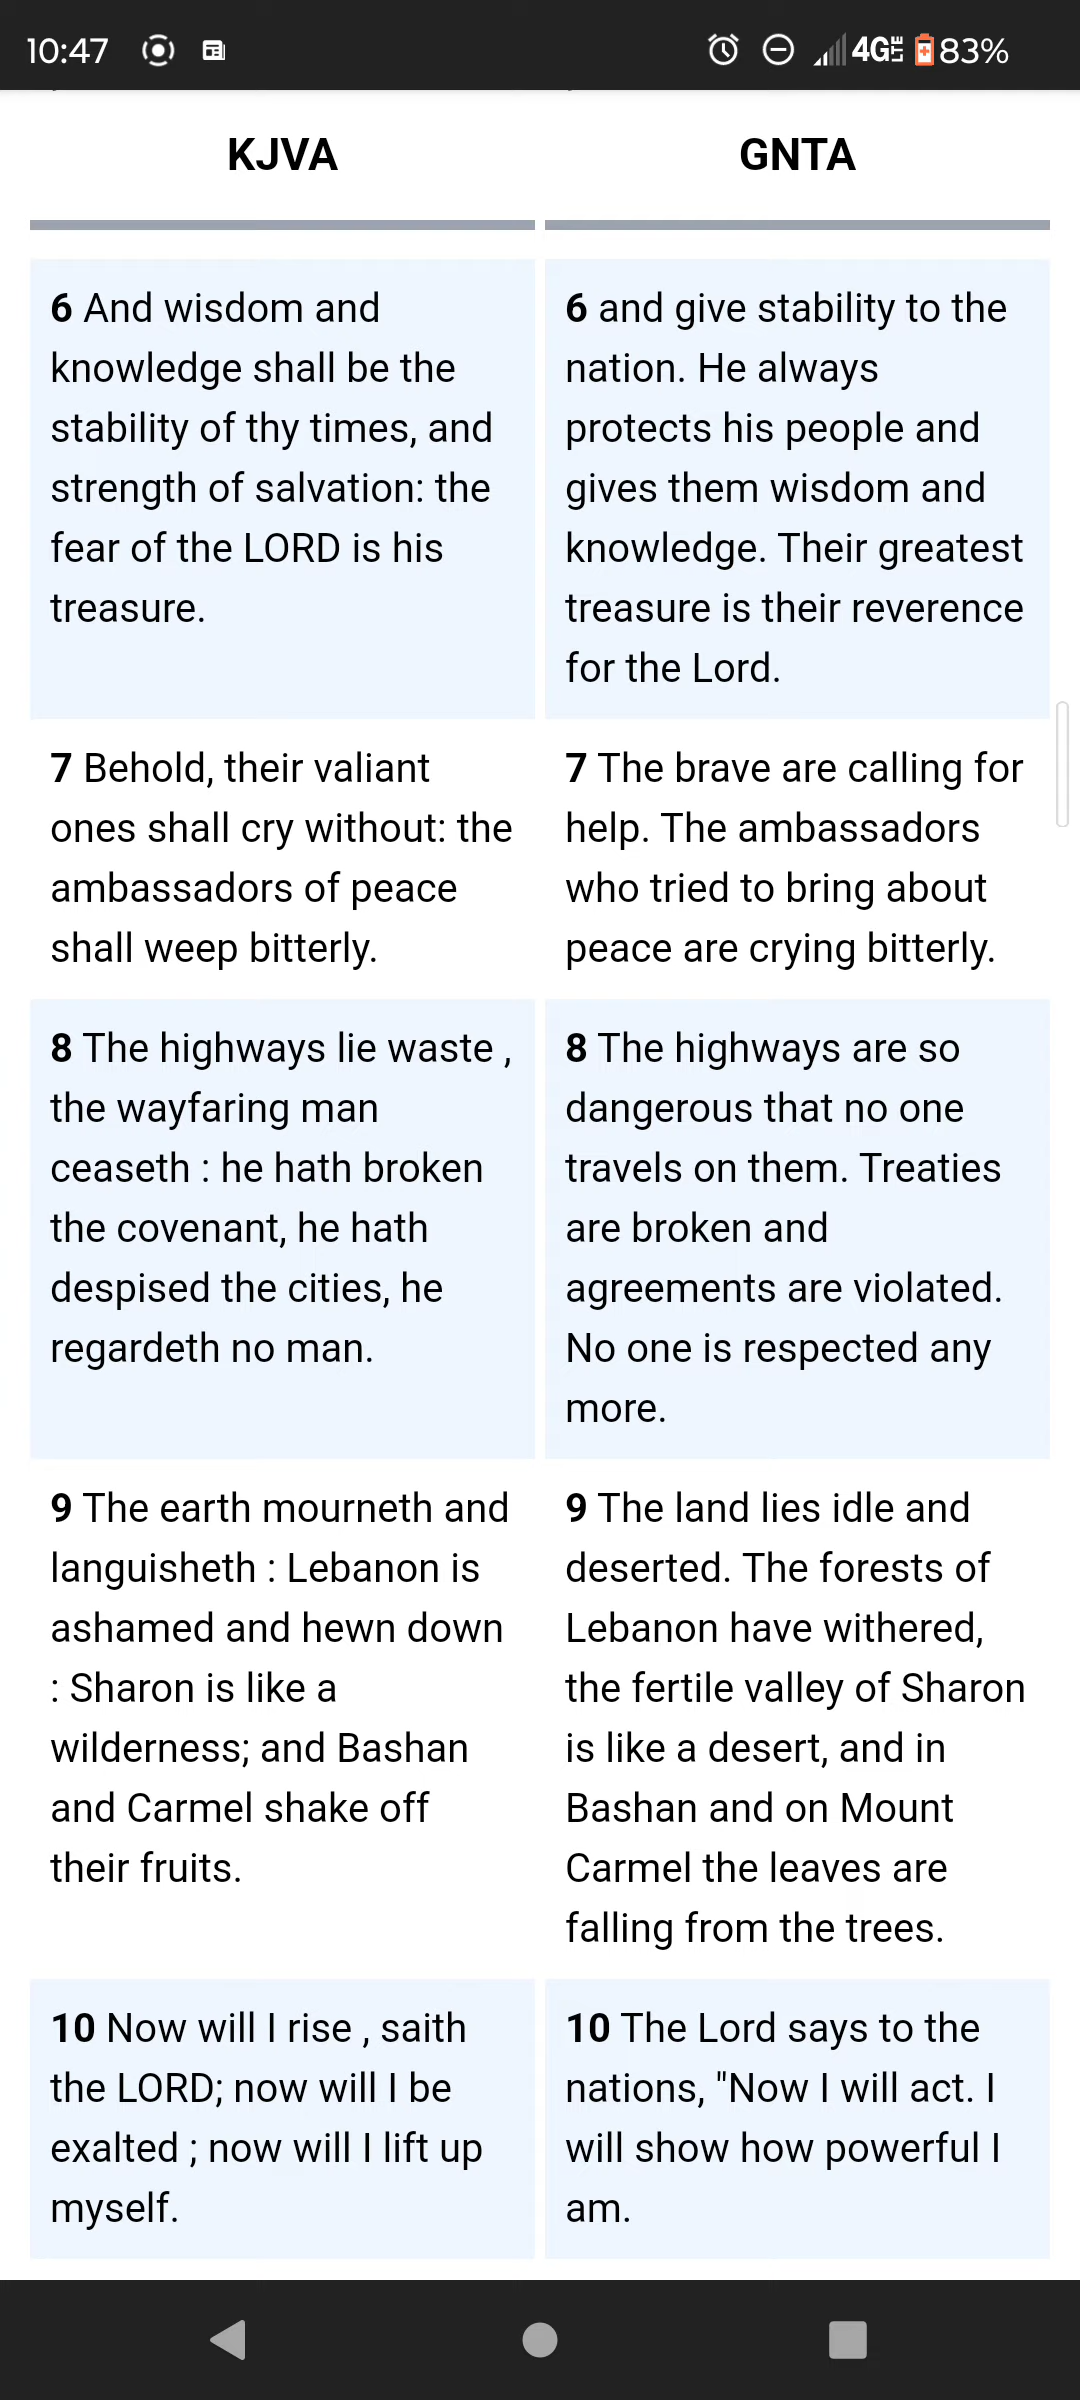 10:47 4G LTE 83%
KJVA GNTA
6 And wisdom and
knowledge shall be the
stability of thy times, and
strength of salvation: the
fear of the LORD is his
treasure.
6 and give stability to the
nation. He always
protects his people and
gives them wisdom and
knowledge. Their greatest
treasure is their reverence
for the Lord.
7 Behold, their valiant
ones shall cry without: the
ambassadors of peace
shall weep bitterly.
7 The brave are calling for
help. The ambassadors
who tried to bring about
peace are crying bitterly.
8 The highways lie waste ,
the wayfaring man
ceaseth : he hath broken
the covenant, he hath
despised the cities, he
regardeth no man.
8 The highways are so
dangerous that no one
travels on them. Treaties
are broken and
agreements are violated.
No one is respected any
more.
9 The earth mourneth and
languisheth : Lebanon is
ashamed and hewn down
: Sharon is like a
wilderness; and Bashan
and Carmel shake off
their fruits.
9 The land lies idle and
deserted. The forests of
Lebanon have withered,
the fertile valley of Sharon
is like a desert, and in
Bashan and on Mount
Carmel the leaves are
falling from the trees.
10 Now will I rise , saith
the LORD; now will I be
exalted ; now will I lift up
myself.
10 The Lord says to the
nations, "Now I will act. I
will show how powerful I
am.